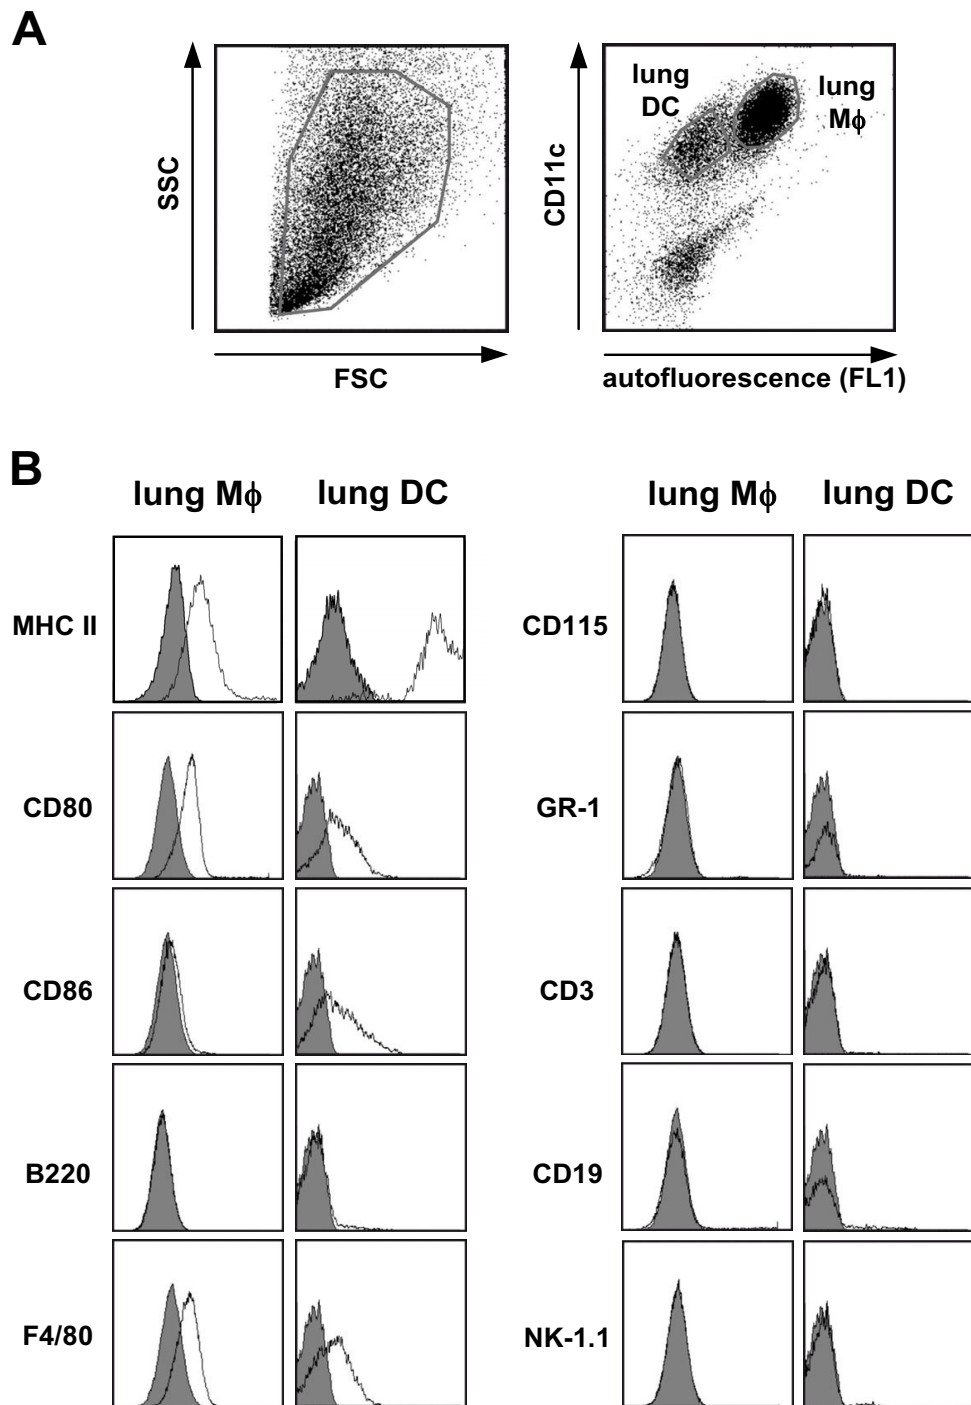 A
SSC
FSC
CD11c
lung
DC
lung
Mϕ
autofluorescence (FL1)
B
lung Mϕ
lung DC
lung Mϕ
lung DC
MHC II
CD115
CD80
GR-1
CD86
CD3
B220
CD19
F4/80
NK-1.1